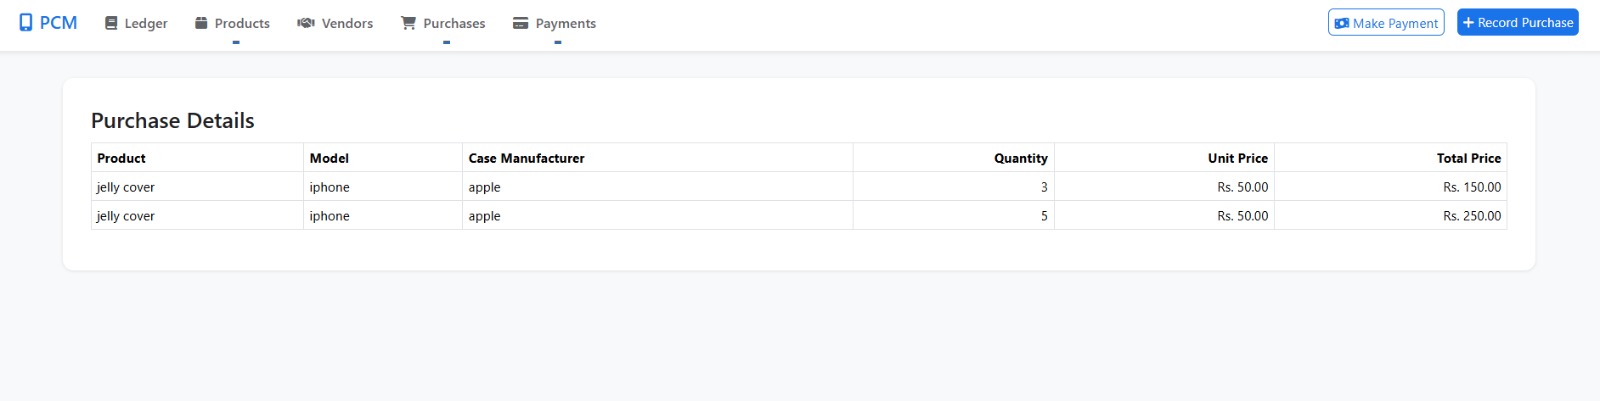 PCM Ledger Products Vendors Purchases Payments Make Payment Record Purchase
Purchase Details
Product Model Case Manufacturer Quantity Unit Price Total Price
jelly cover iphone apple 3 Rs. 50.00 Rs. 150.00
jelly cover iphone apple 5 Rs. 50.00 Rs. 250.00